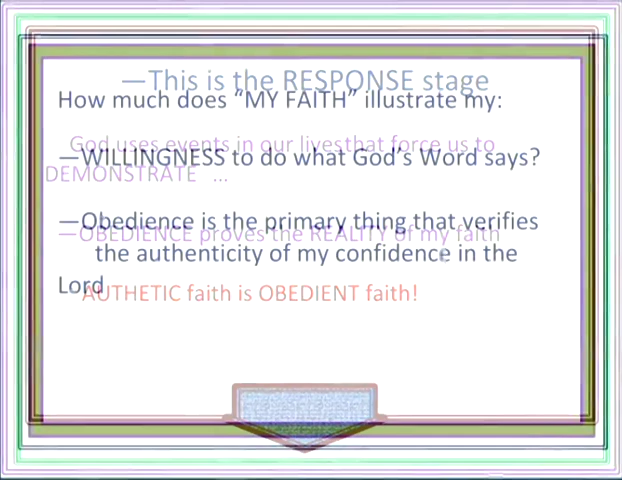 —This is the RESPONSE stage
How much does “MY FAITH” illustrate my:
God uses events in our livesthat force us to
—WILLINGNESS to do what God’s Word says?
DEMONSTRATE ...
—Obedience is the primary thing that verifies
—OBEDIENCE proves the REALITY of my faith
the authenticity of my confidence in the
Lord
AUTHETIC faith is OBEDIENT faith!